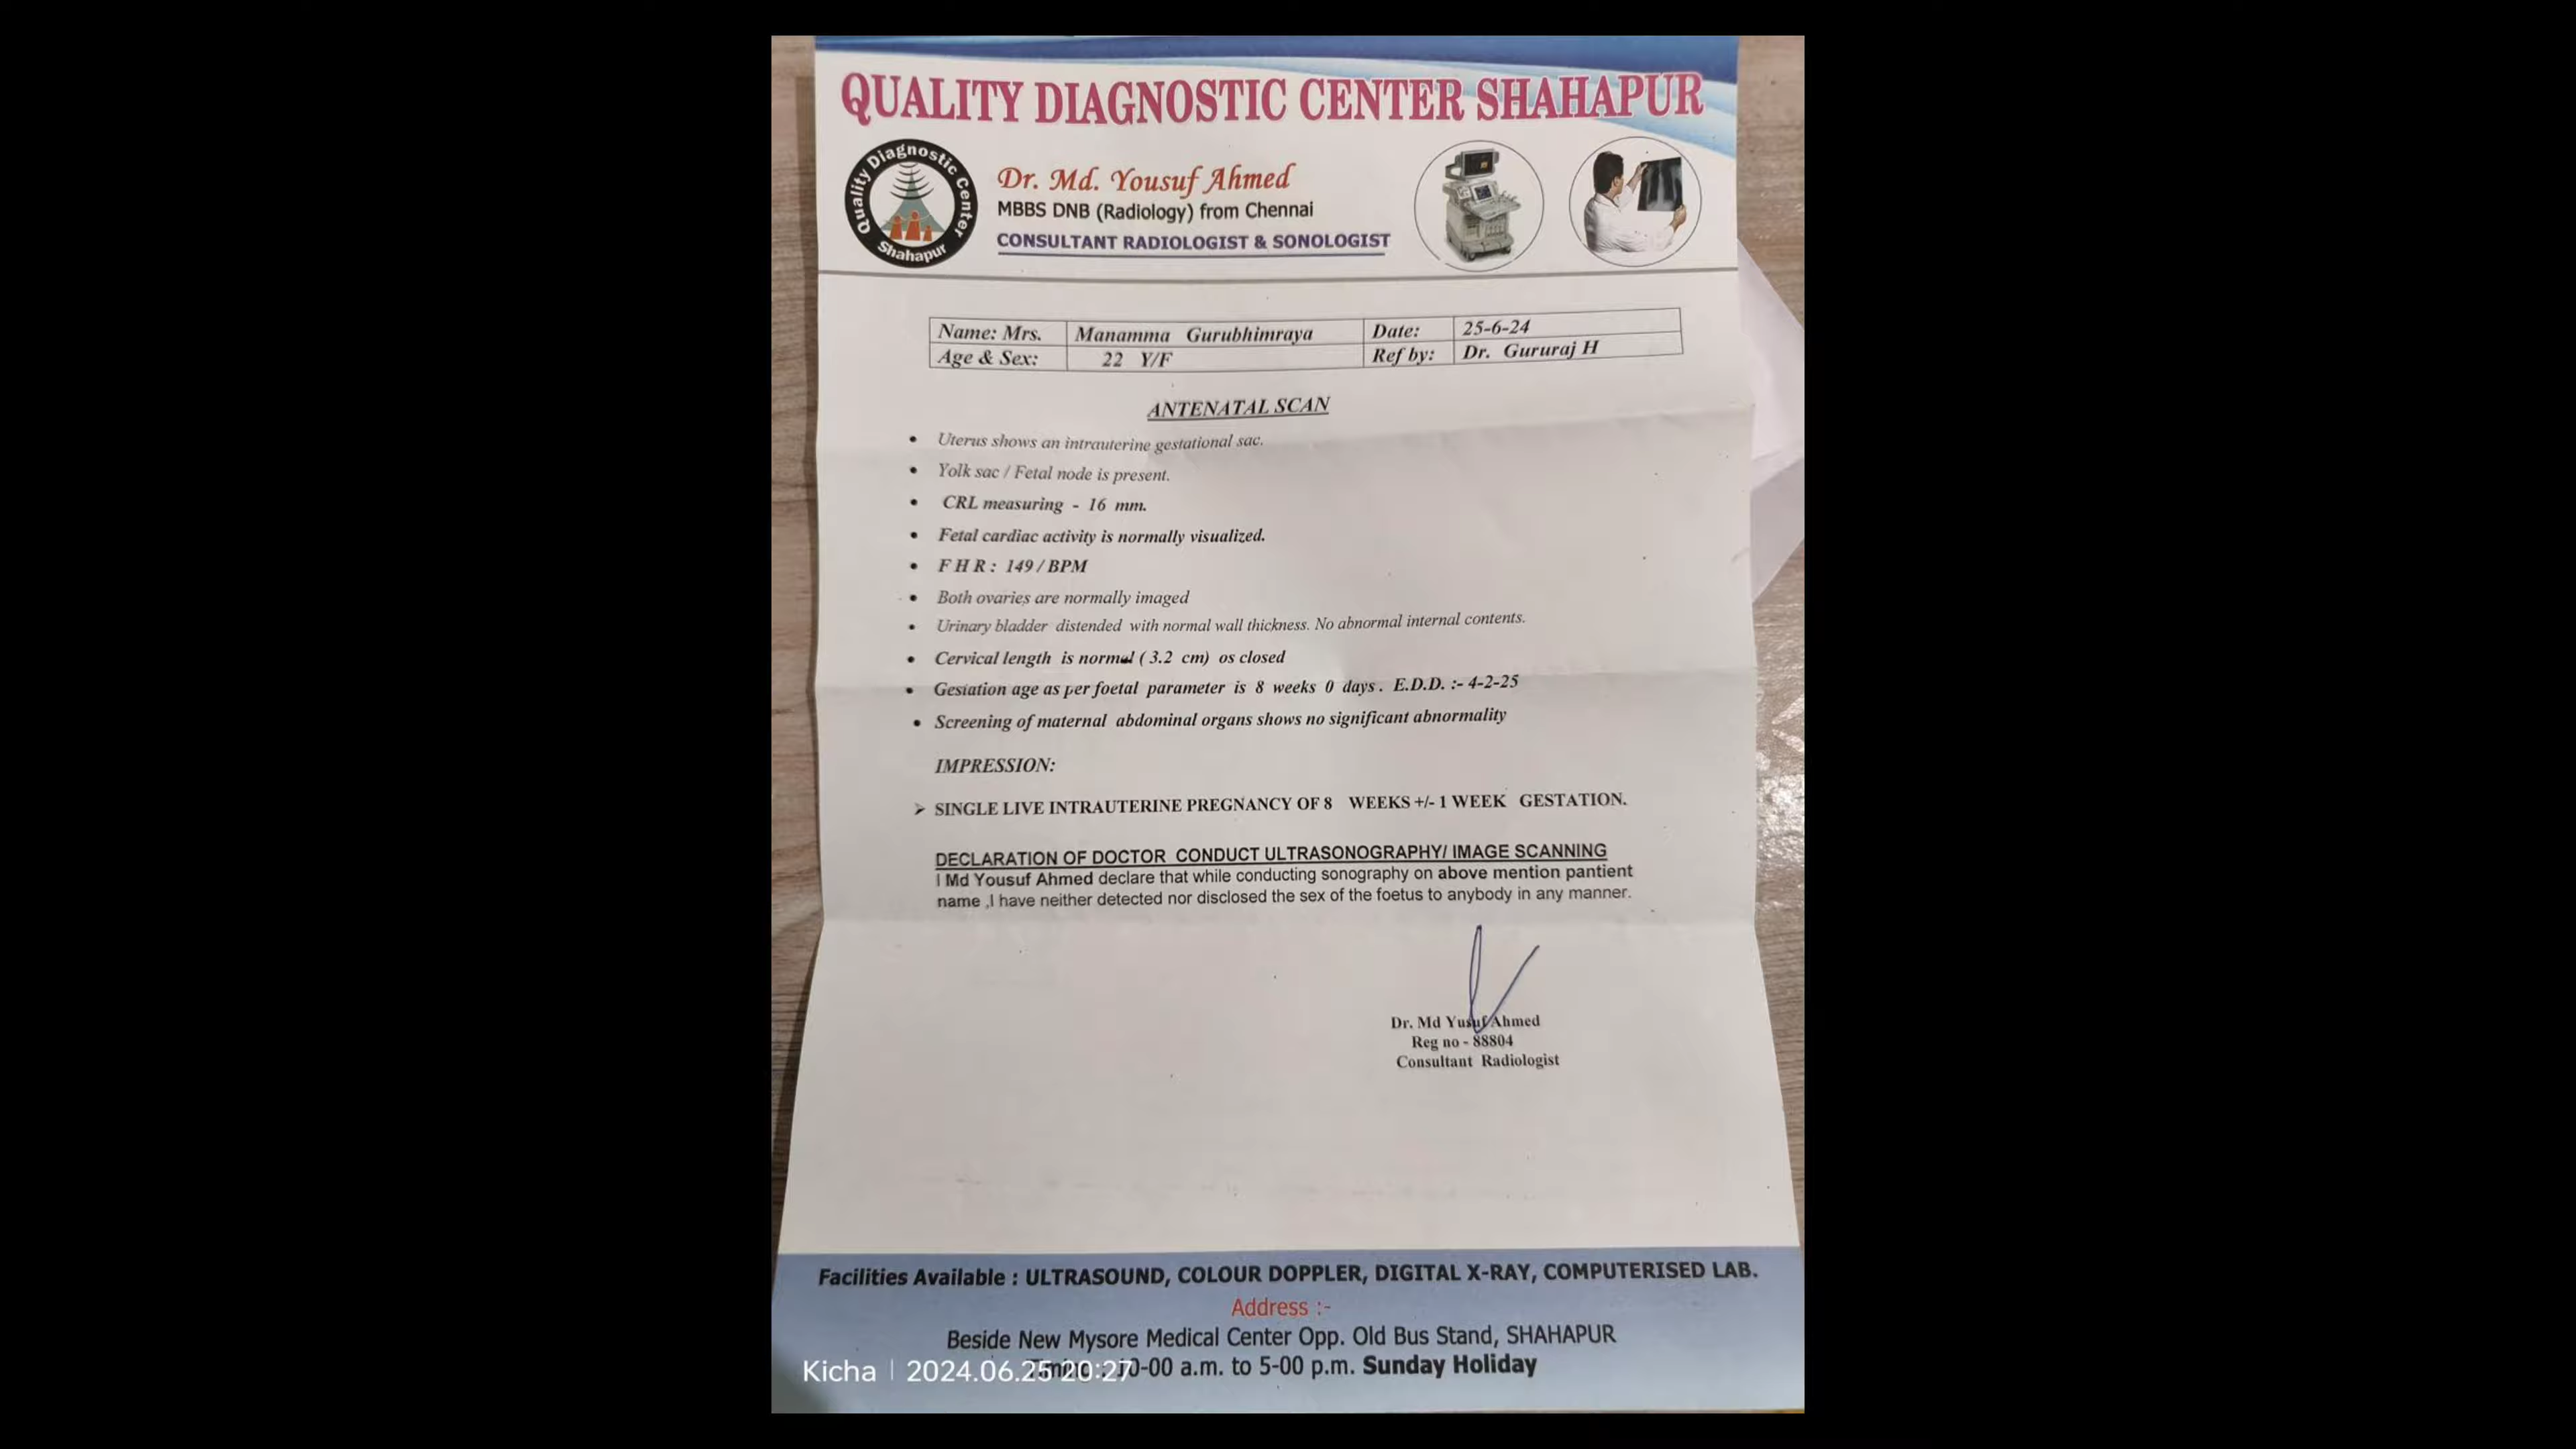 QUALITY DIAGNOSTIC CENTER SHAHAPUR
Quality Diagnostic Center
Shahapur
Dr. Md. Yousuf Ahmed
MBBS DNB (Radiology) from Chennai
CONSULTANT RADIOLOGIST & SONOLOGIST
Name: Mrs. Manamma Gurubhimraya Date: 25-6-24
Age & Sex: 22 Y/F Ref by: Dr. Gururaj H
ANTENATAL SCAN
• Uterus shows an intrauterine gestational sac.
• Yolk sac / Fetal node is present.
• CRL measuring - 16 mm.
• Fetal cardiac activity is normally visualized.
• F H R : 149 / BPM
• Both ovaries are normally imaged
• Urinary bladder distended with normal wall thickness. No abnormal internal contents.
• Cervical length is normal ( 3.2 cm) os closed
• Gestation age as per foetal parameter is 8 weeks 0 days . E.D.D. :- 4-2-25
• Screening of maternal abdominal organs shows no significant abnormality
IMPRESSION:
➢ SINGLE LIVE INTRAUTERINE PREGNANCY OF 8 WEEKS +/- 1 WEEK GESTATION.
DECLARATION OF DOCTOR CONDUCT ULTRASONOGRAPHY/ IMAGE SCANNING
I Md Yousuf Ahmed declare that while conducting sonography on above mention pantient
name ,I have neither detected nor disclosed the sex of the foetus to anybody in any manner.
Dr. Md Yusuf Ahmed
Reg no - 88804
Consultant Radiologist
Facilities Available : ULTRASOUND, COLOUR DOPPLER, DIGITAL X-RAY, COMPUTERISED LAB.
Address :-
Beside New Mysore Medical Center Opp. Old Bus Stand, SHAHAPUR
Timing : 10-00 a.m. to 5-00 p.m. Sunday Holiday
Kicha | 2024.06.25 20:27